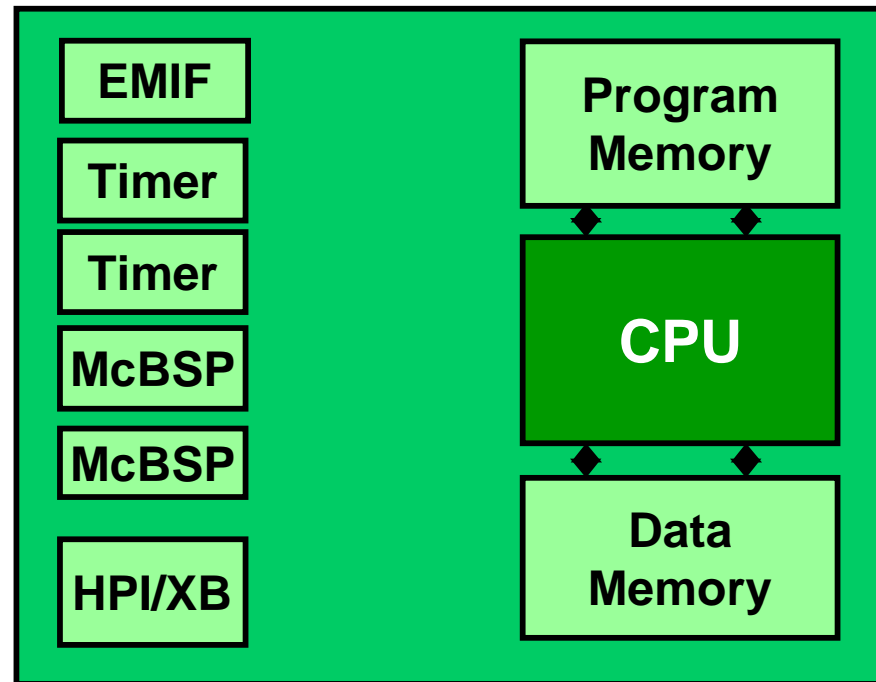 EMIF
Timer
Timer
McBSP
McBSP
HPI/XB
Program
Memory
CPU
Data
Memory